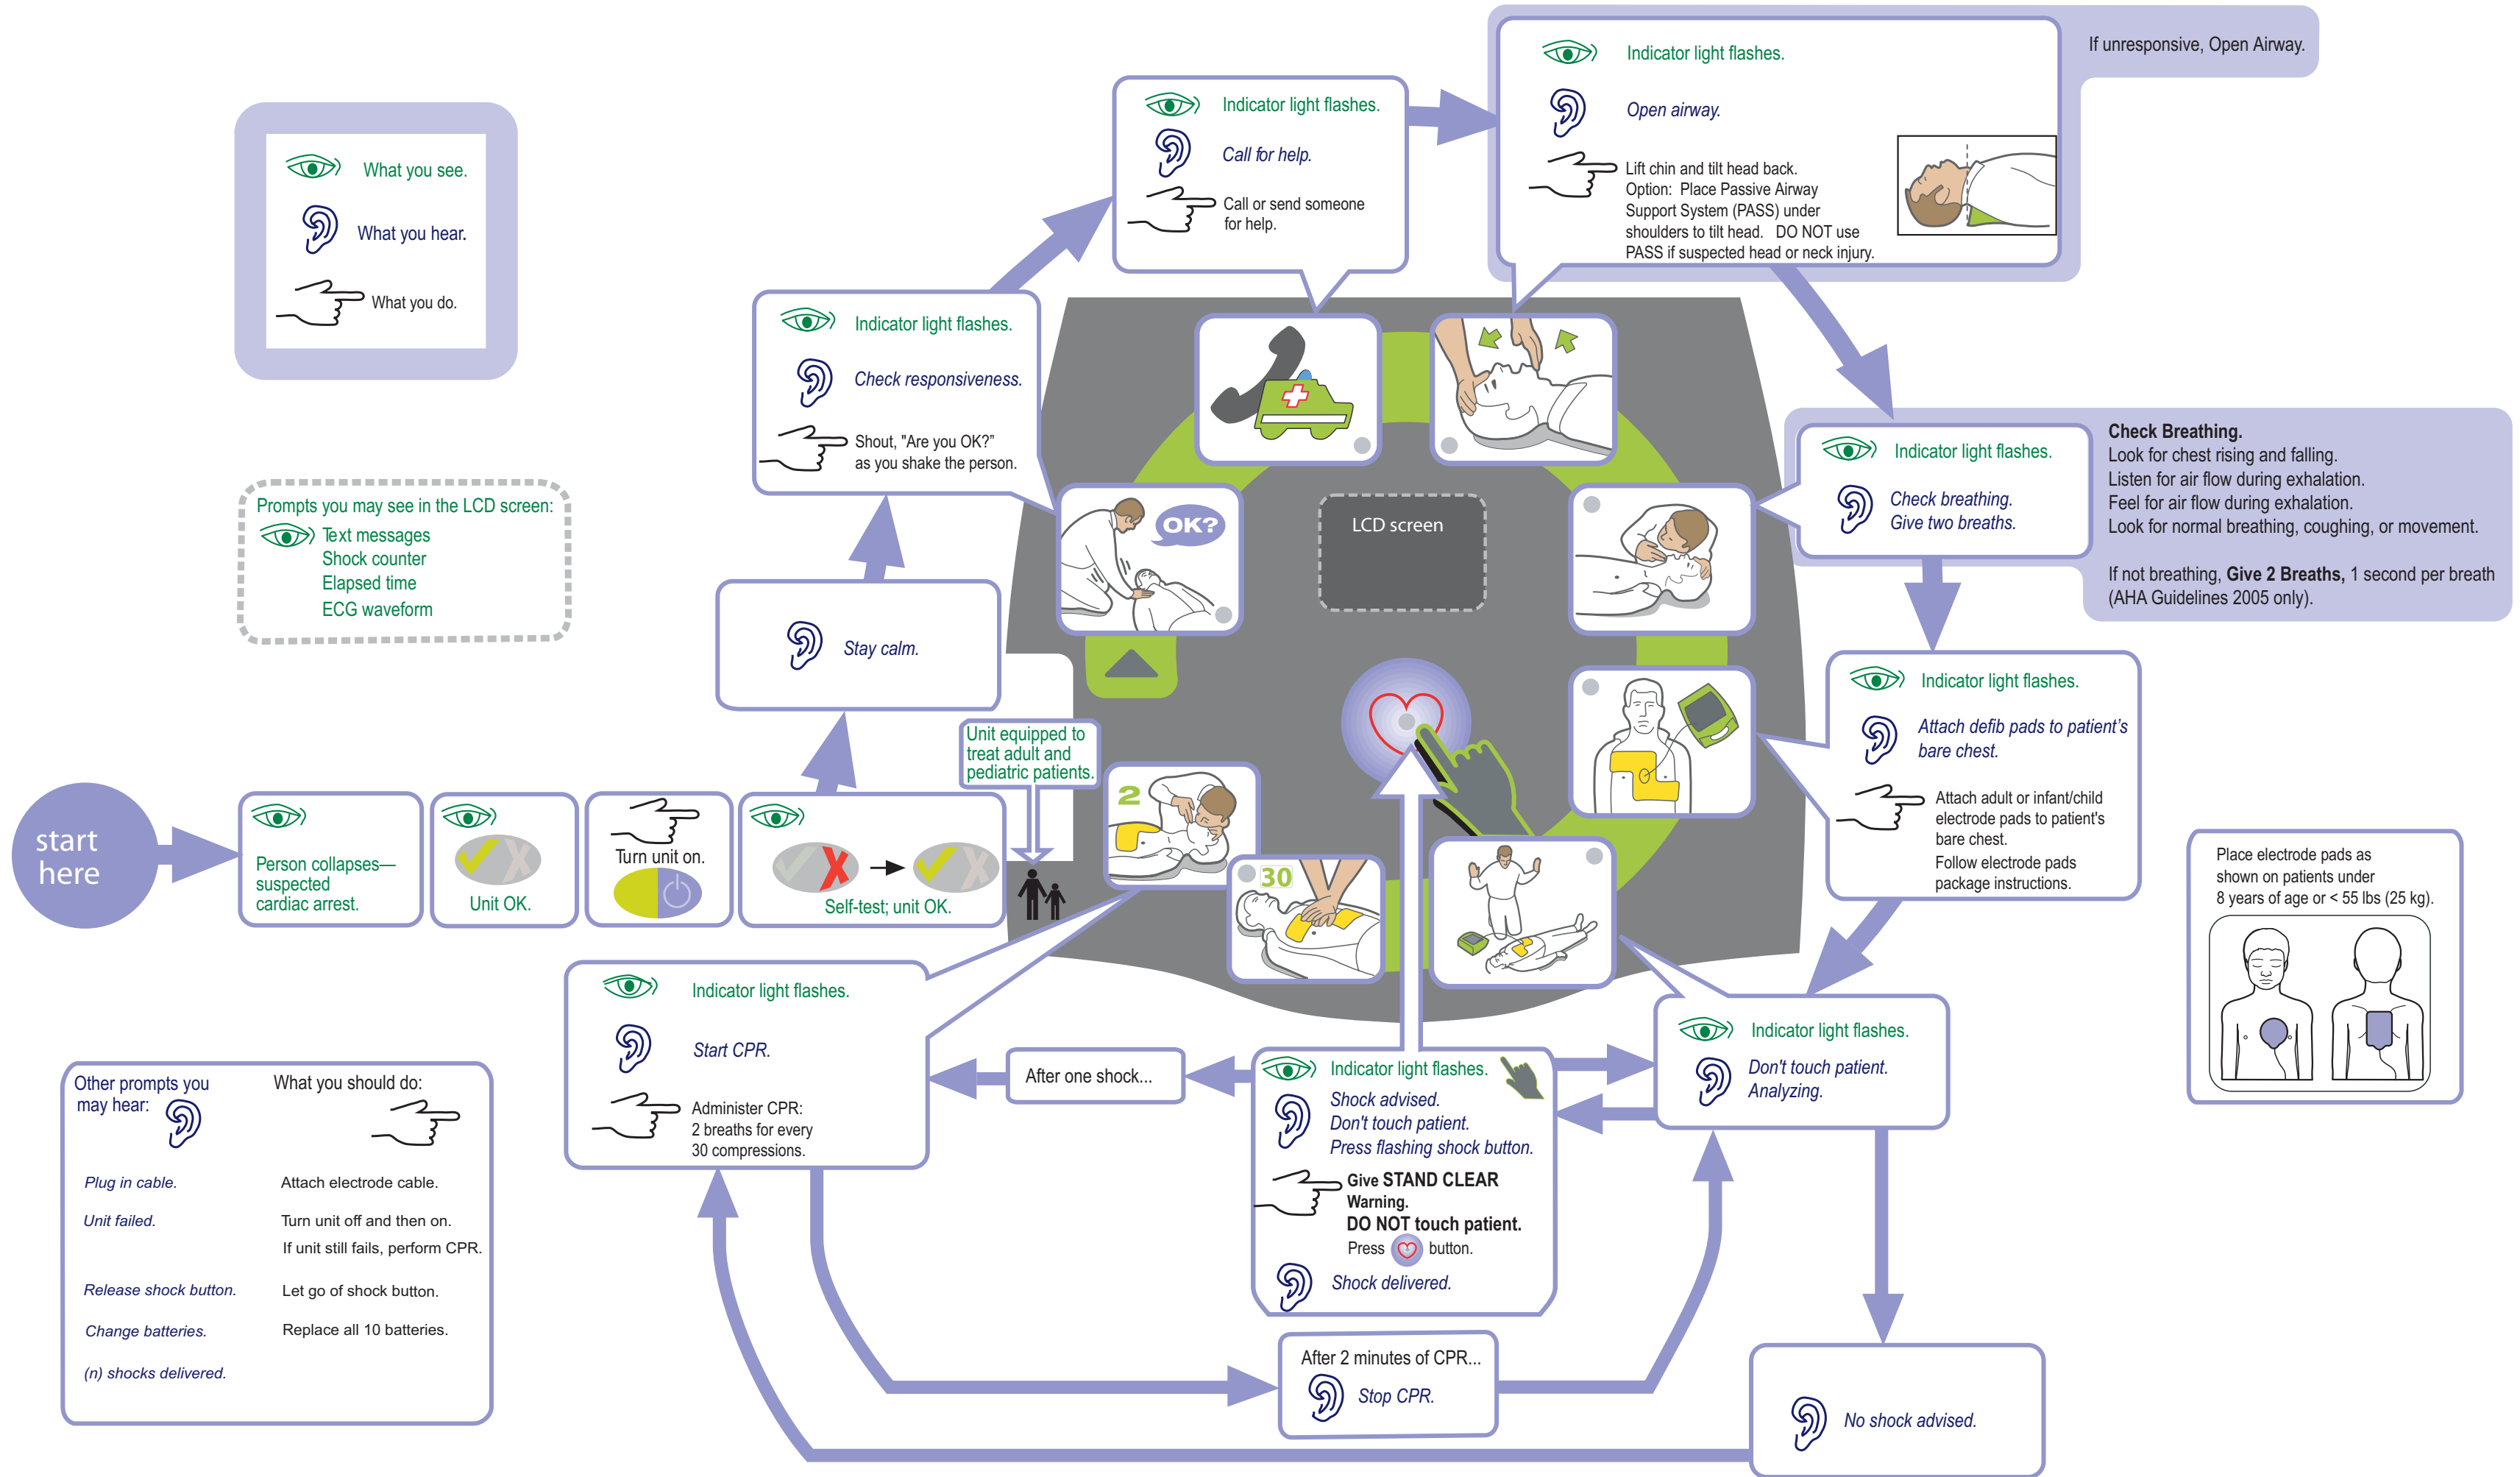 What you see.
What you hear.
What you do.
Prompts you may see in the LCD screen:
Text messages
Shock counter
Elapsed time
ECG waveform
start
here
Person collapses—
suspected
cardiac arrest.
Unit OK.
Turn unit on.
Self-test; unit OK.
Unit equipped to
treat adult and
pediatric patients.
Stay calm.
Indicator light flashes.
Check responsiveness.
Shout, "Are you OK?”
as you shake the person.
Indicator light flashes.
Call for help.
Call or send someone
for help.
Indicator light flashes.
Open airway.
Lift chin and tilt head back.
Option: Place Passive Airway
Support System (PASS) under
shoulders to tilt head. DO NOT use
PASS if suspected head or neck injury.
If unresponsive, Open Airway.
Indicator light flashes.
Check breathing.
Give two breaths.
Check Breathing.
Look for chest rising and falling.
Listen for air flow during exhalation.
Feel for air flow during exhalation.
Look for normal breathing, coughing, or movement.
If not breathing, Give 2 Breaths, 1 second per breath
(AHA Guidelines 2005 only).
Indicator light flashes.
Attach defib pads to patient’s
bare chest.
Attach adult or infant/child
electrode pads to patient's
bare chest.
Follow electrode pads
package instructions.
Place electrode pads as
shown on patients under
8 years of age or < 55 lbs (25 kg).
OK?
LCD screen
2
30
Indicator light flashes.
Don't touch patient.
Analyzing.
Indicator light flashes.
Shock advised.
Don't touch patient.
Press flashing shock button.
Give STAND CLEAR
Warning.
DO NOT touch patient.
Press button.
Shock delivered.
After one shock...
Indicator light flashes.
Start CPR.
Administer CPR:
2 breaths for every
30 compressions.
After 2 minutes of CPR...
Stop CPR.
No shock advised.
Other prompts you
may hear:
What you should do:
Plug in cable.
Attach electrode cable.
Unit failed.
Turn unit off and then on.
If unit still fails, perform CPR.
Release shock button.
Let go of shock button.
Change batteries.
Replace all 10 batteries.
(n) shocks delivered.